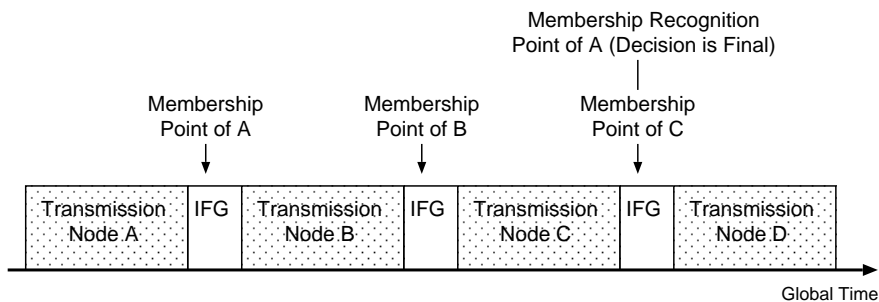 Membership Recognition
Point of A (Decision is Final)
Membership
Point of A
Membership
Point of B
Membership
Point of C
Transmission
Node A
IFG
Transmission
Node B
IFG
Transmission
Node C
IFG
Transmission
Node D
Global Time